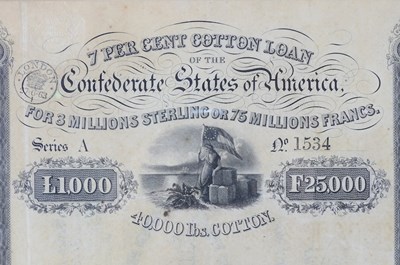 7 PER CENT COTTON LOAN
OF THE
Confederate States of America.
FOR 3 MILLIONS STERLING OR 75 MILLIONS FRANCS.
Series A No. 1534
£1,000 F25,000
40,000 lbs. COTTON.
LONDON